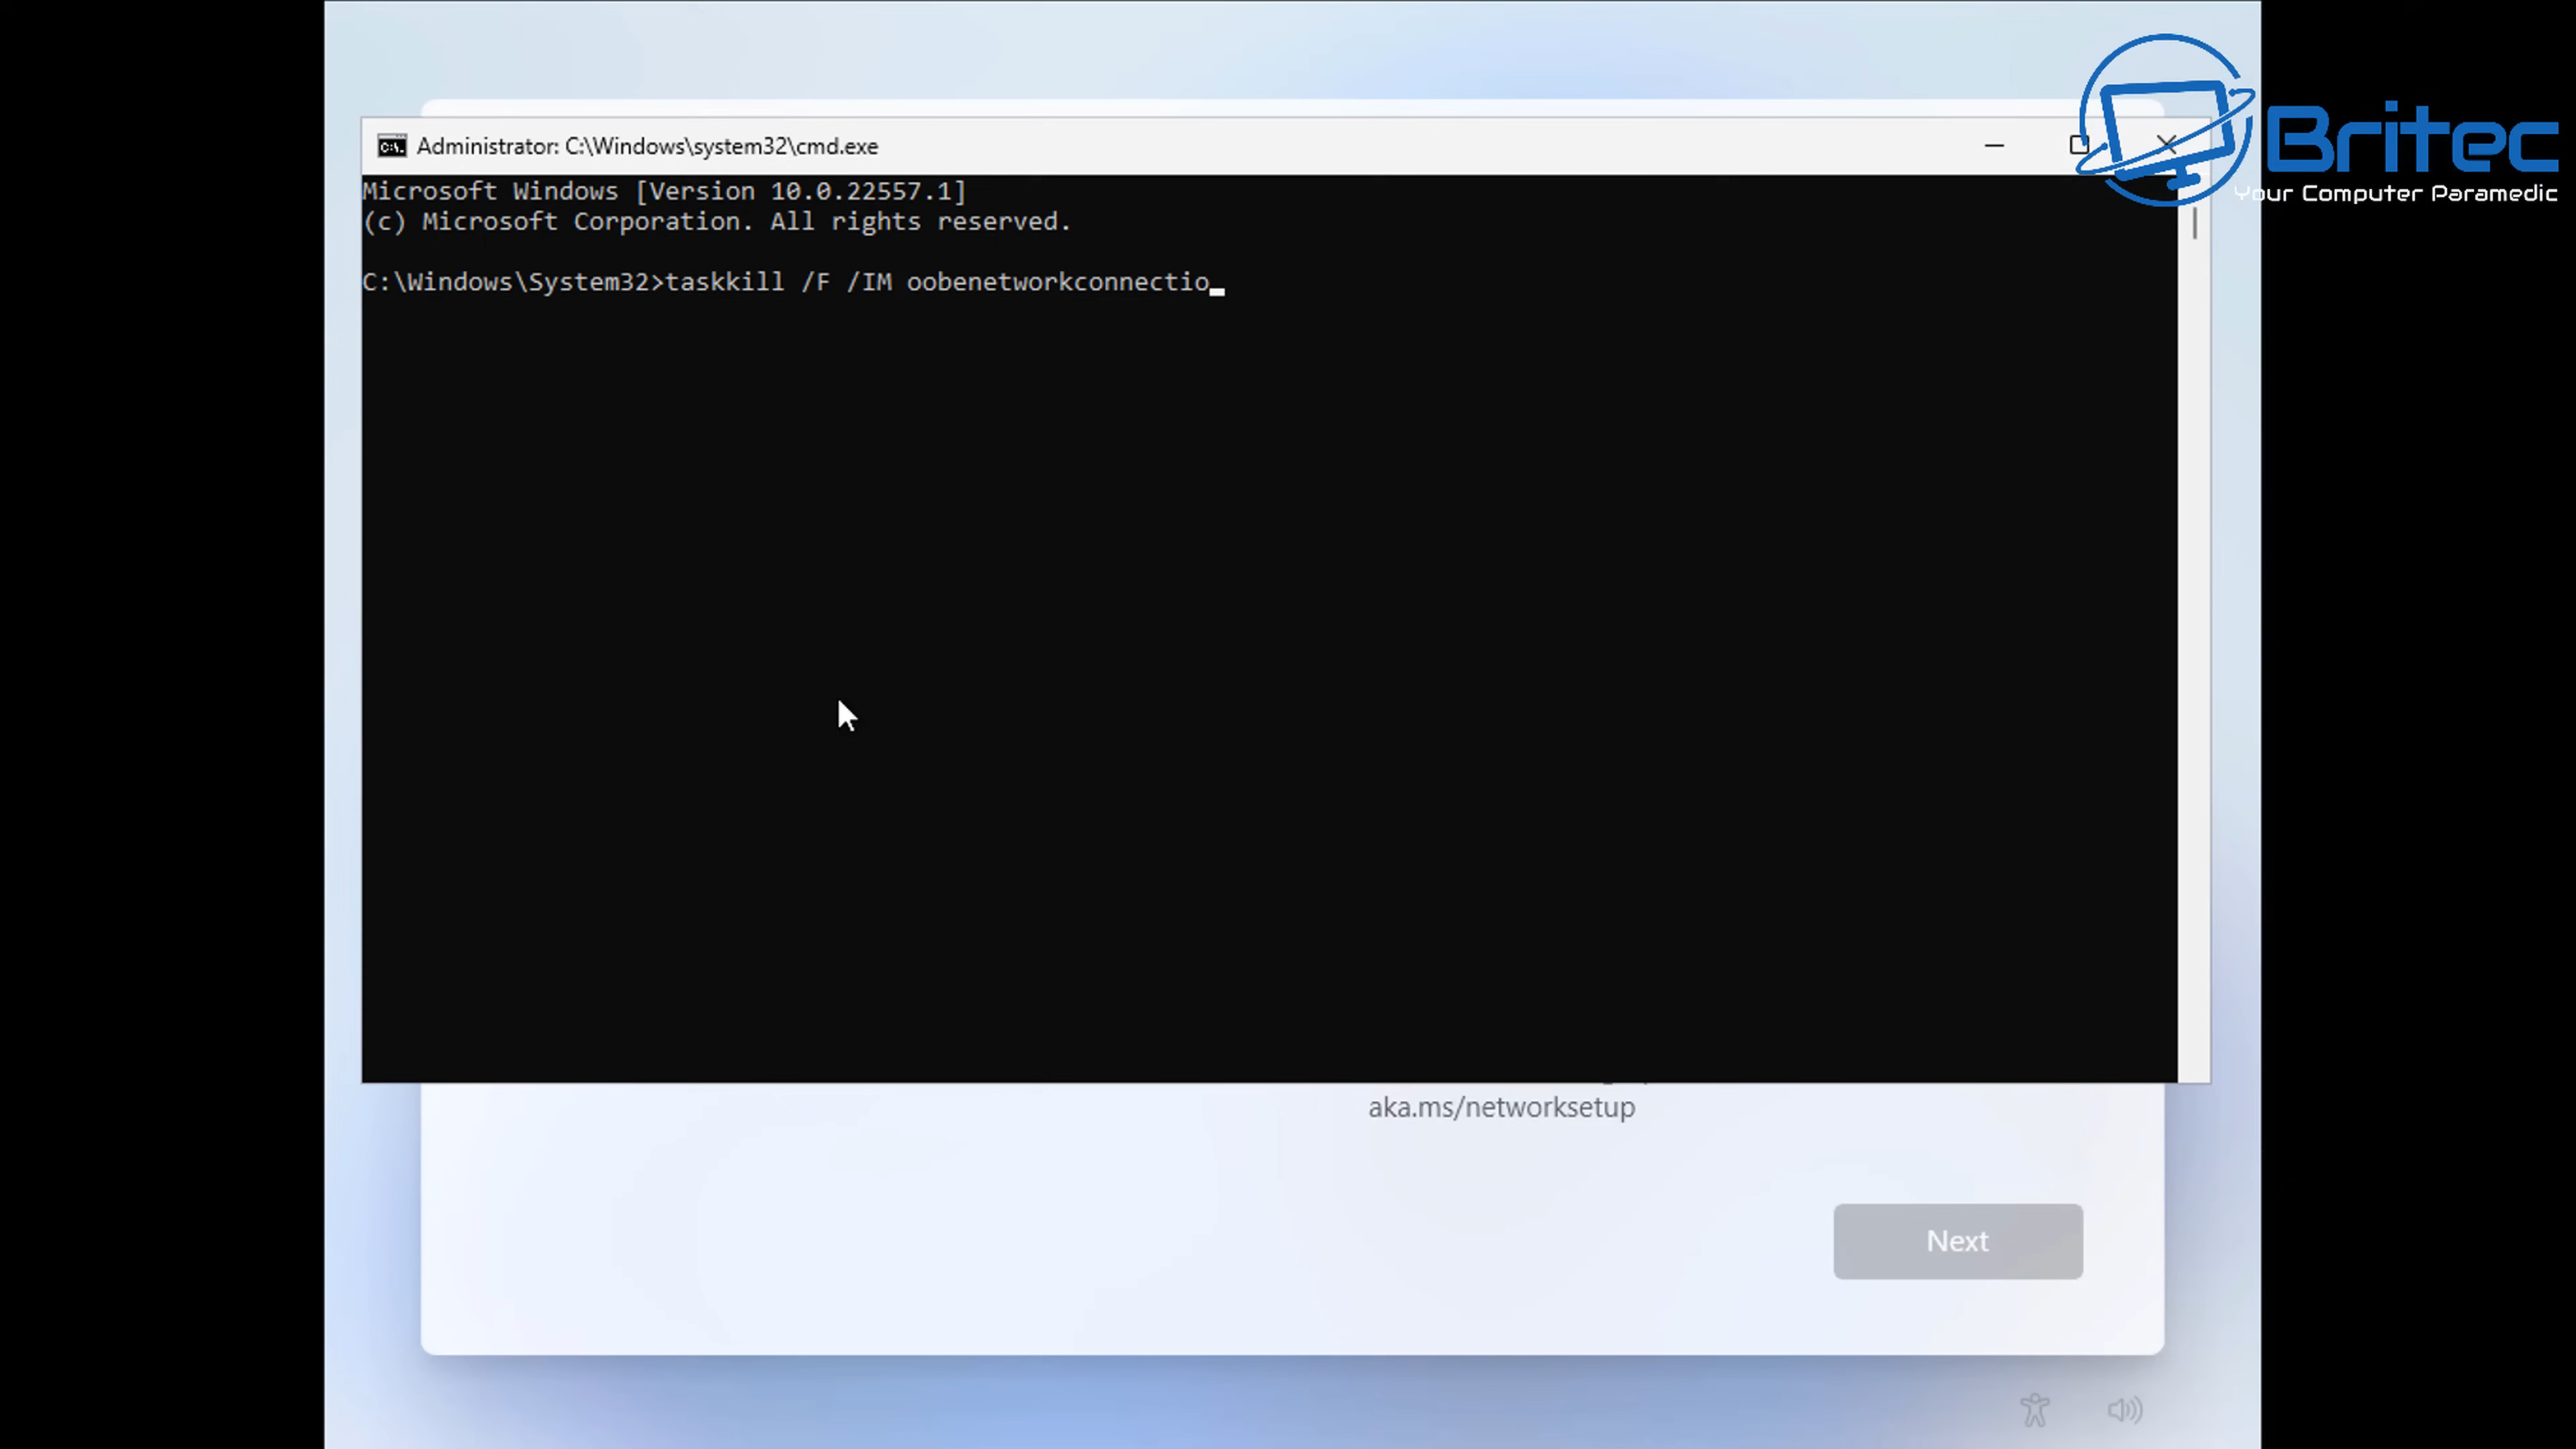 Britec
Your Computer Paramedic
Administrator: C:\Windows\system32\cmd.exe
Microsoft Windows [Version 10.0.22557.1]
(c) Microsoft Corporation. All rights reserved.
C:\Windows\System32>taskkill /F /IM oobenetworkconnectio
aka.ms/networksetup
Next